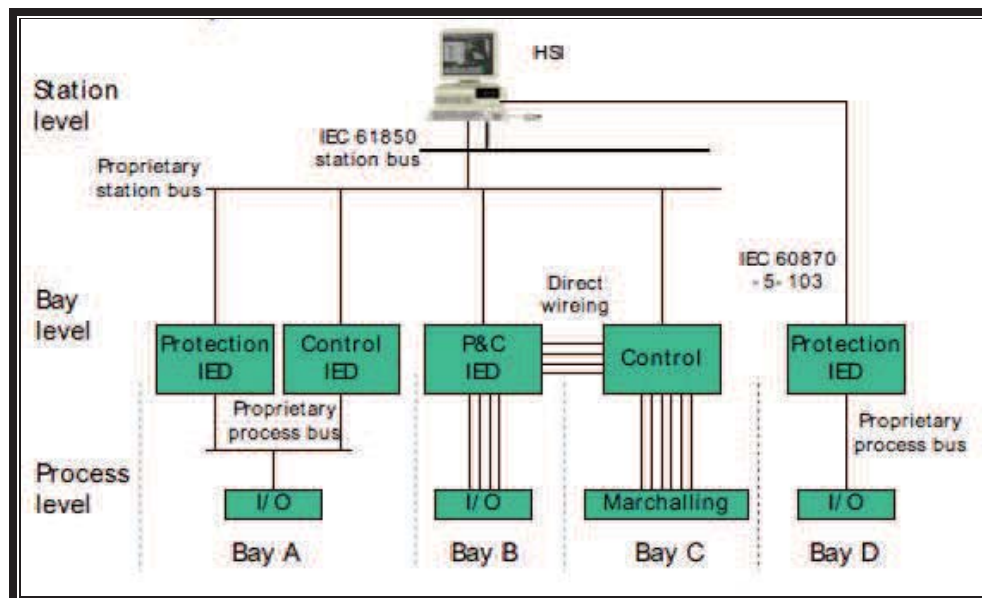 HSI
Station
level
IEC 61850
station bus
Proprietary
station bus
IEC 60870
- 5- 103
Direct
wireing
Bay
level
Protection
IED
Control
IED
P&C
IED
Control
Protection
IED
Proprietary
process bus
Proprietary
process bus
Process
level
I/O
I/O
Marchalling
I/O
Bay A
Bay B
Bay C
Bay D